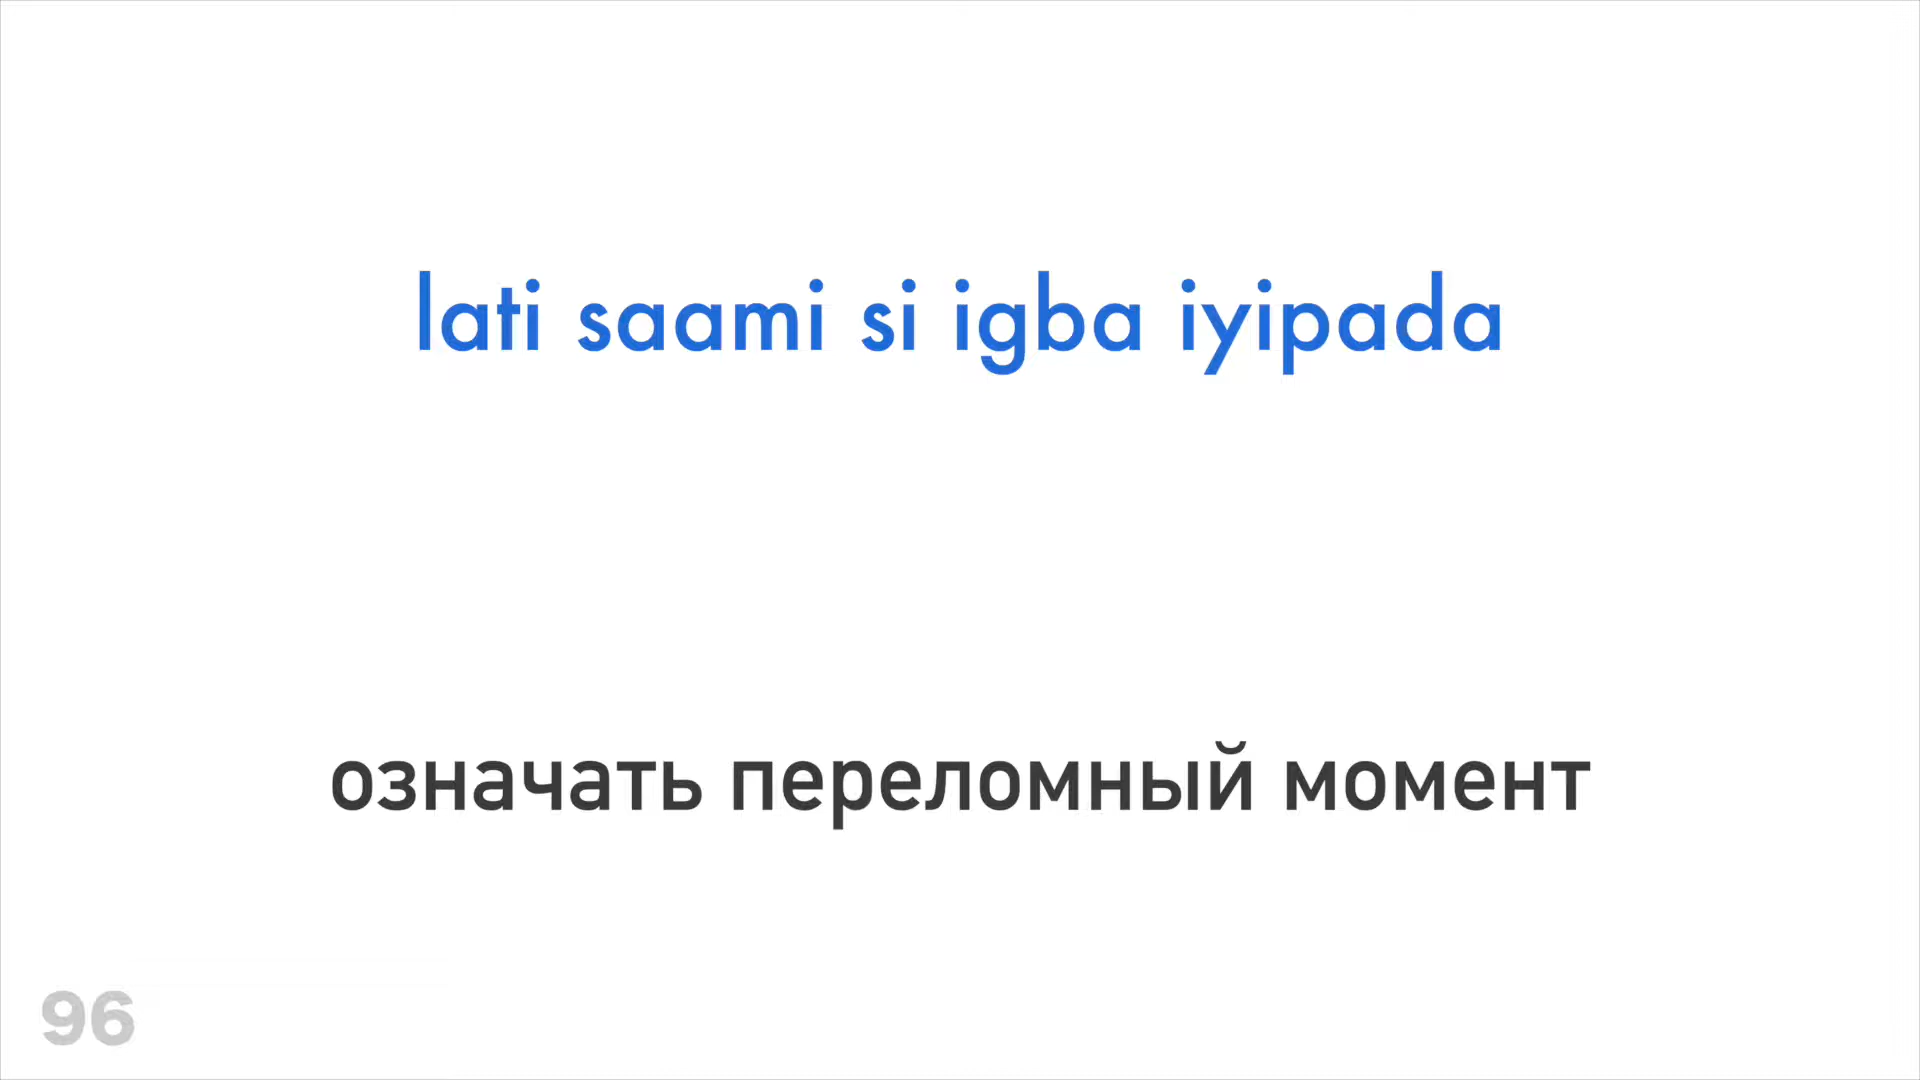 lati saami si igba iyipada
означать переломный момент
96